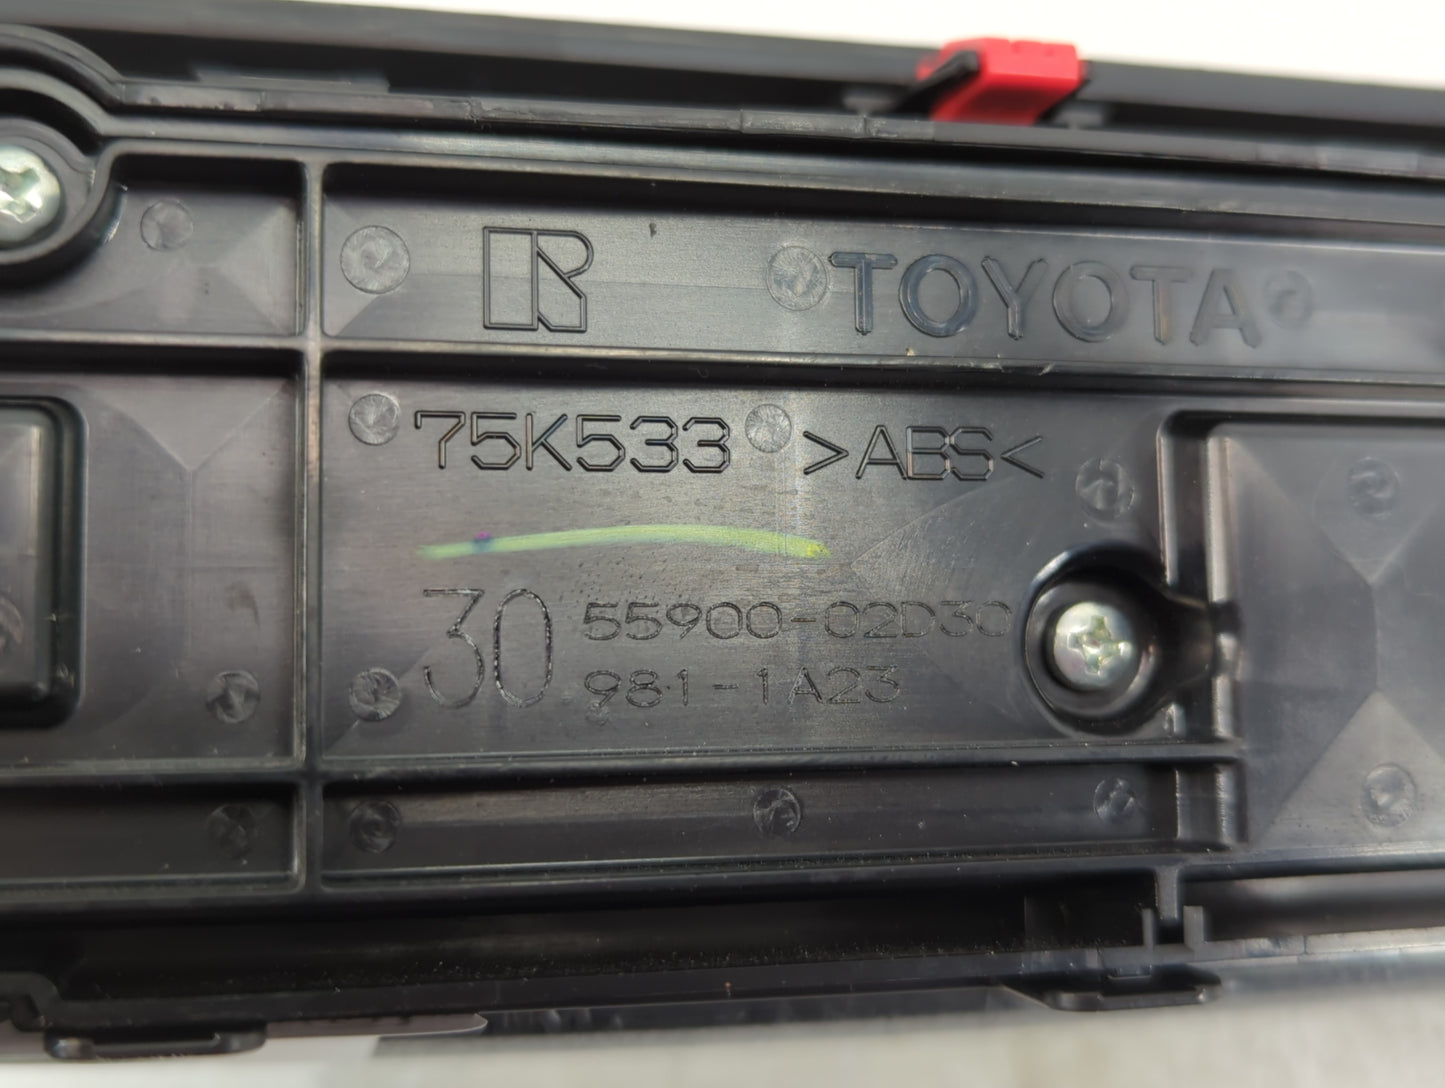 R TOYOTA
75K533 >ABS<
30 55900-02D30
981-1A23